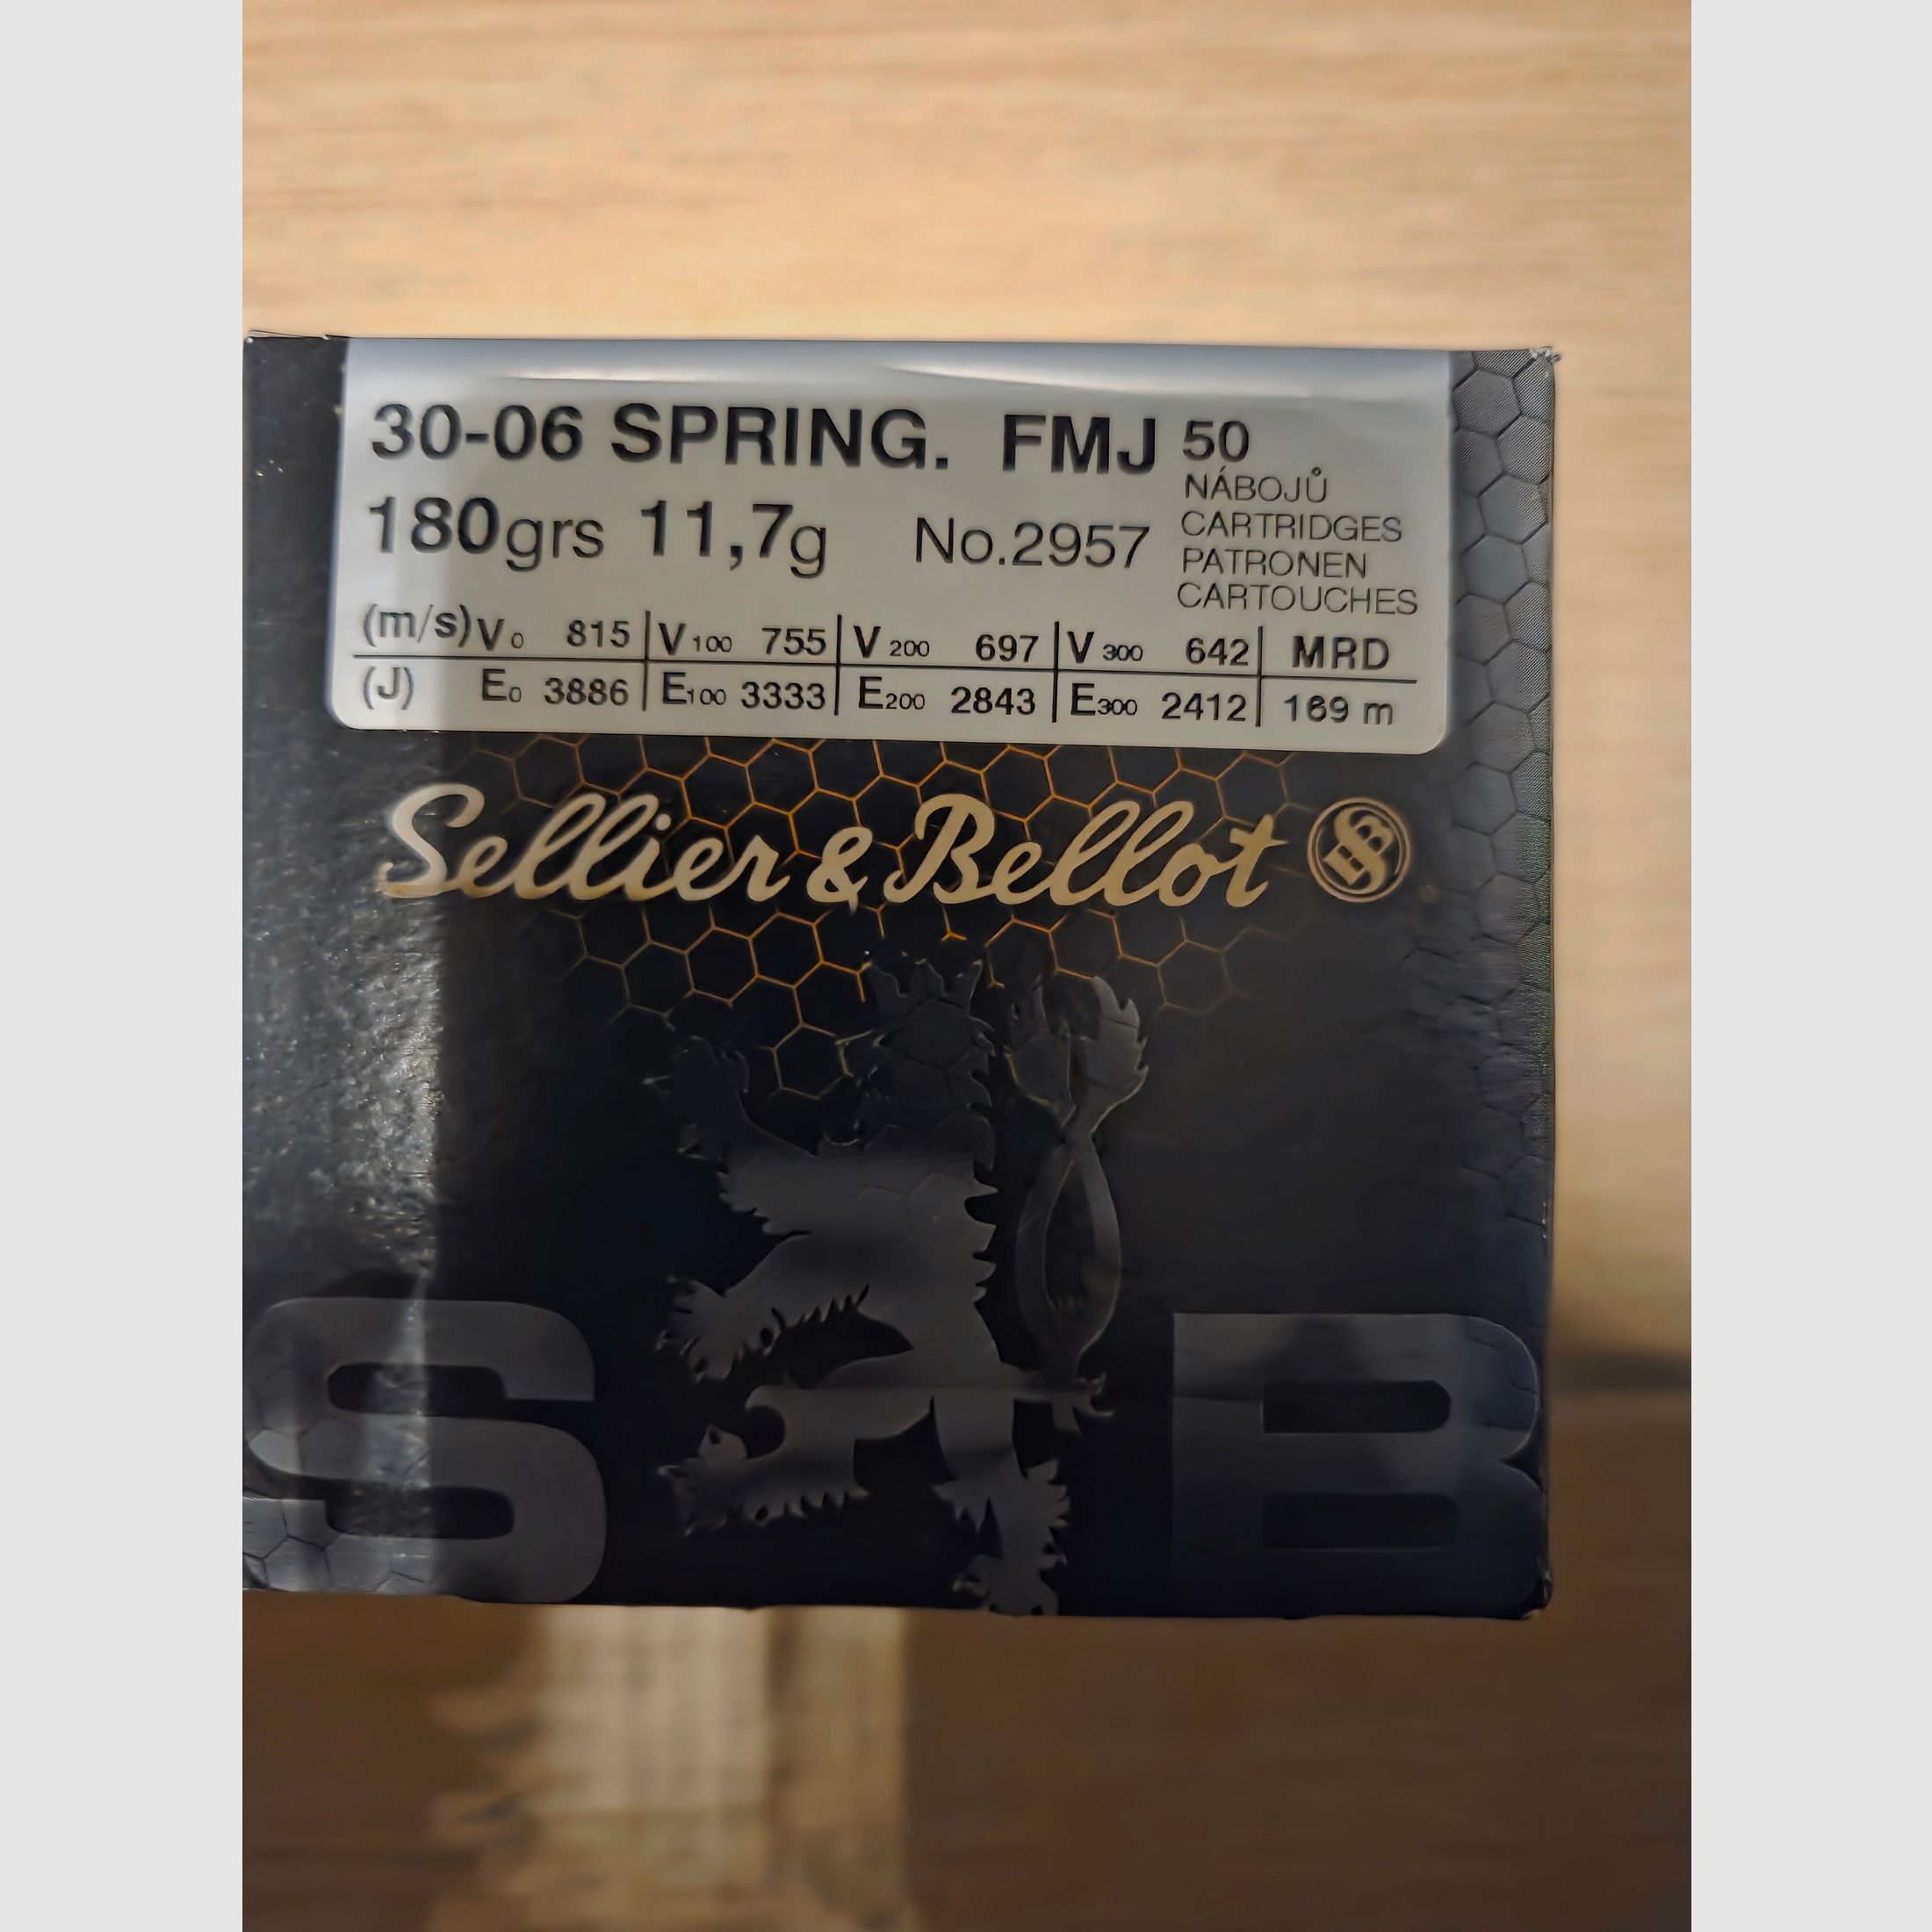 30-06 SPRING. FMJ 50
NÁBOJŮ
CARTRIDGES
PATRONEN
CARTOUCHES
180grs 11,7g No.2957
(m/s) V0 815 | V100 755 | V200 697 | V300 642 | MRD
(J) E0 3886 | E100 3333 | E200 2843 | E300 2412 | 169 m
Sellier & Bellot SB
S B